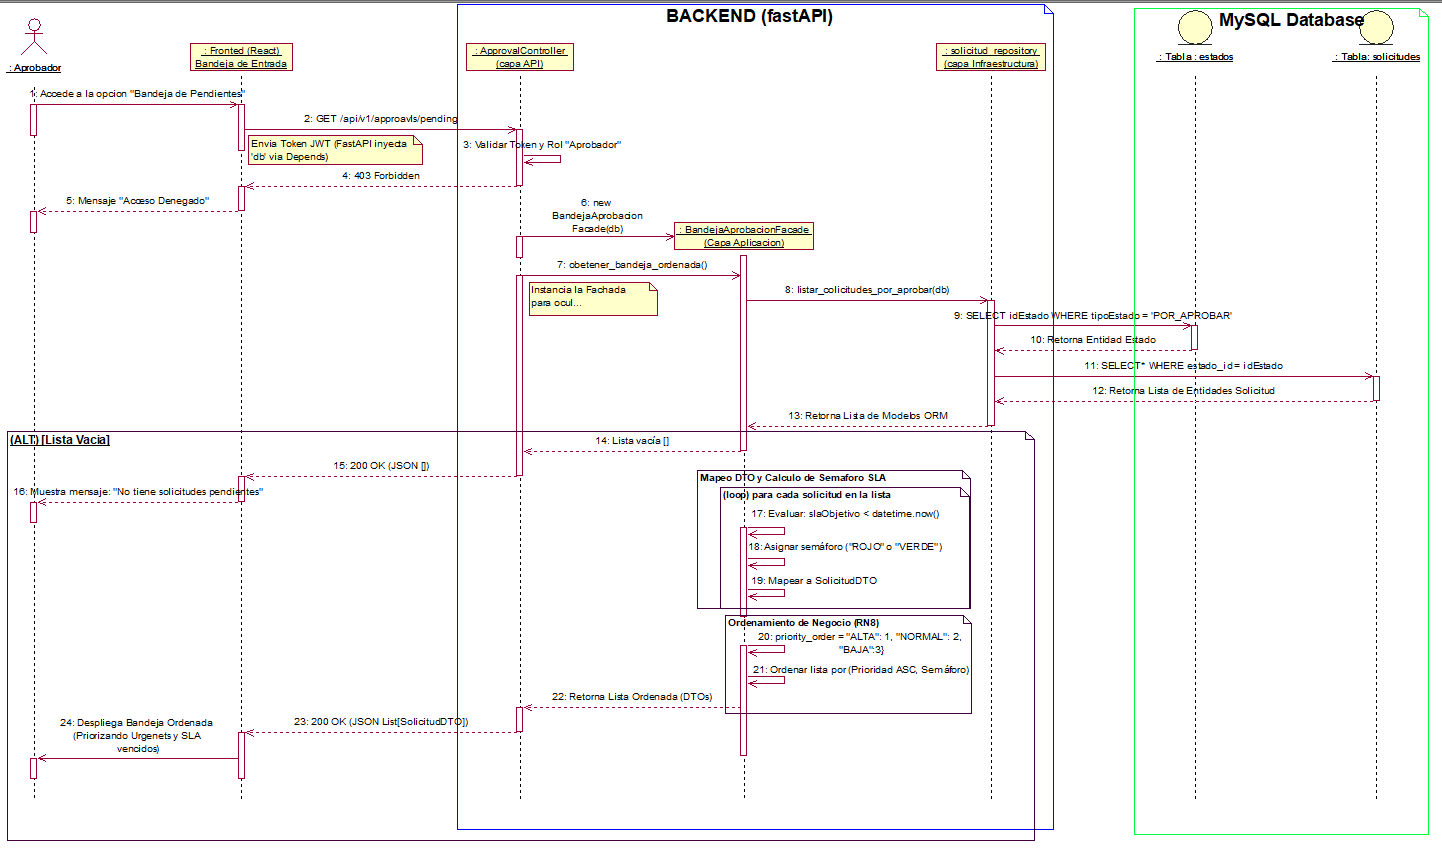 BACKEND (fastAPI)
MySQL Database
: Aprobador
: Fronted (React)
Bandeja de Entrada
: ApprovalController
(capa API)
: solicitud_repository
(capa Infraestructura)
: Tabla : estados
: Tabla: solicitudes
1: Accede a la opcion "Bandeja de Pendientes"
2: GET /api/v1/approavls/pending
Envia Token JWT (FastAPI inyecta
'db' via Depends)
3: Validar Token y Rol "Aprobador"
4: 403 Forbidden
5: Mensaje "Acceso Denegado"
6: new
BandejaAprobacion
Facade(db)
: BandejaAprobacionFacade
(Capa Aplicacion)
7: obetener_bandeja_ordenada()
Instancia la Fachada
para ocul...
8: listar_colicitudes_por_aprobar(db)
9: SELECT idEstado WHERE tipoEstado = 'POR_APROBAR'
10: Retorna Entidad Estado
11: SELECT* WHERE estado_id = idEstado
12: Retorna Lista de Entidades Solicitud
13: Retorna Lista de Modelos ORM
(ALT) [Lista Vacia]
14: Lista vacía []
15: 200 OK (JSON [])
16: Muestra mensaje: "No tiene solicitudes pendientes"
Mapeo DTO y Calculo de Semaforo SLA
(loop) para cada solicitud en la lista
17: Evaluar: slaObjetivo < datetime.now()
18: Asignar semáforo ("ROJO" o "VERDE")
19: Mapear a SolicitudDTO
Ordenamiento de Negocio (RN8)
20: priority_order = "ALTA": 1, "NORMAL": 2,
"BAJA":3}
21: Ordenar lista por (Prioridad ASC, Semáforo)
22: Retorna Lista Ordenada (DTOs)
23: 200 OK (JSON List[SolicitudDTO])
24: Despliega Bandeja Ordenada
(Priorizando Urgenets y SLA
vencidos)